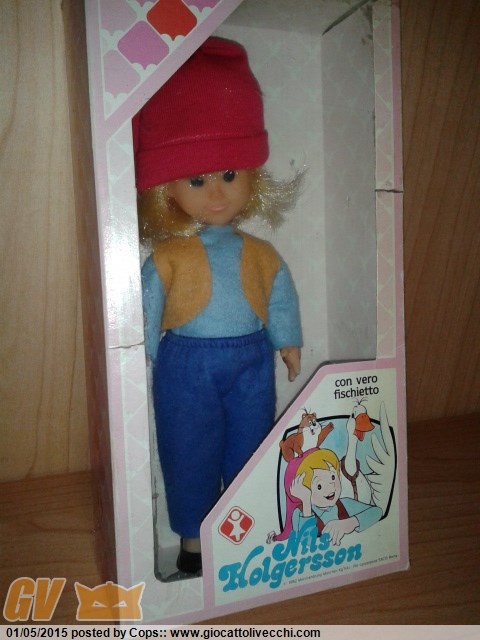 con vero
fischietto
Nils
Holgersson
GV
01/05/2015 posted by Cops:: www.giocattolivecchi.com